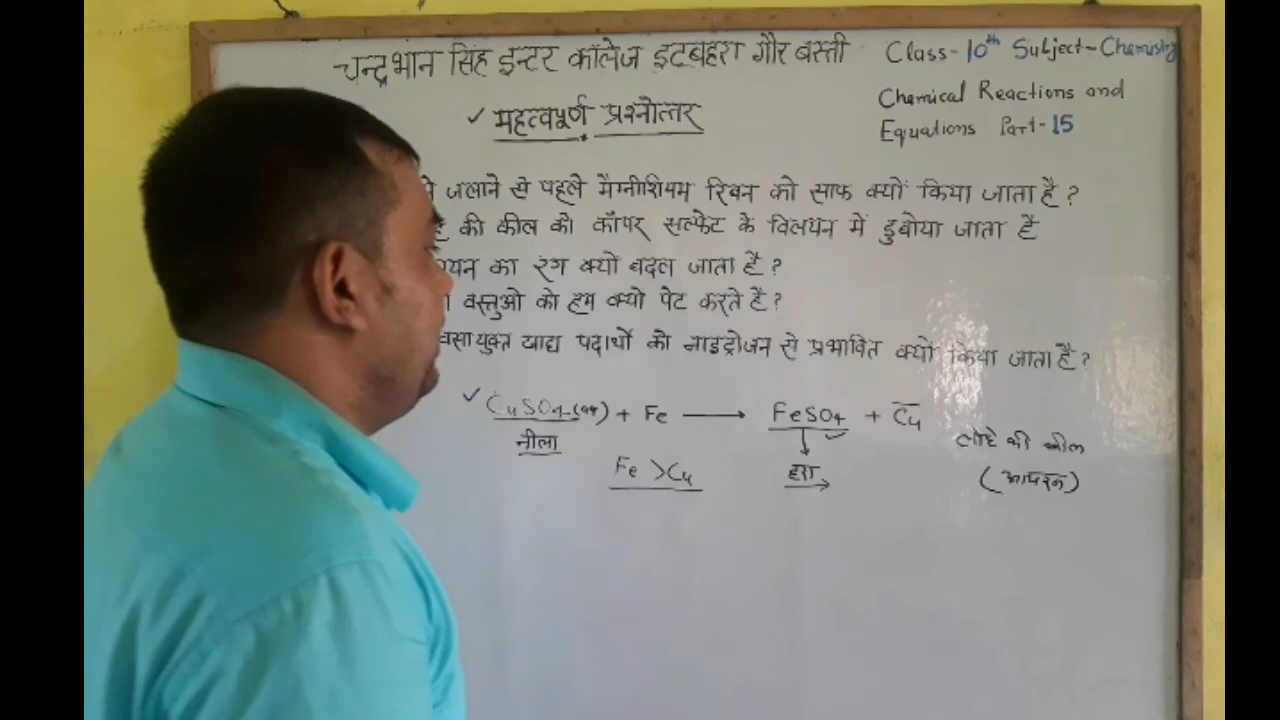 चन्द्रभान सिंह इन्टर कॉलेज इटबहरा गौर बस्ती
Class-10th Subject-Chemistry
Chemical Reactions and
Equations Part-15
✓ महत्वपूर्ण प्रश्नोत्तर
जलाने से पहले मैग्नीशियम रिबन को साफ क्यों किया जाता है?
की कील को कॉपर सल्फेट के विलयन में डुबोया जाता है
का रंग क्यों बदल जाता है?
वस्तुओ को हम क्यो पेंट करते है?
वसायुक्त खाद्य पदार्थो को नाइट्रोजन से प्रभावित क्यों किया जाता है?
✓ CuSO4(aq) + Fe → FeSO4 + Cu
नीला
↓ ✓
लोहे की कील
Fe > Cu
हरा
(आयरन)